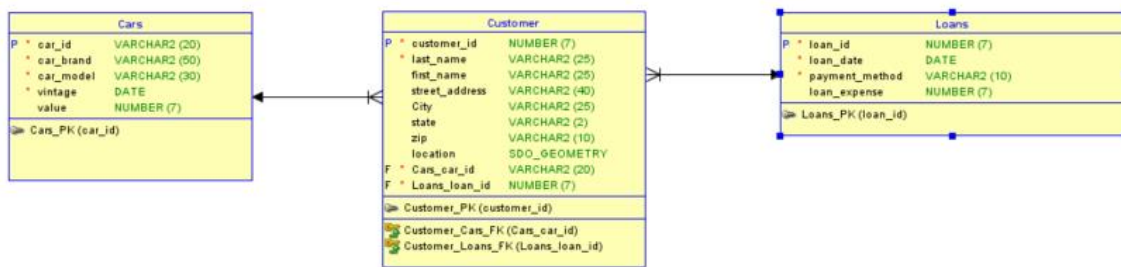 Cars
P * car_id VARCHAR2 (20)
* car_brand VARCHAR2 (50)
* car_model VARCHAR2 (30)
* vintage DATE
value NUMBER (7)
Cars_PK (car_id)
Customer
P * customer_id NUMBER (7)
* last_name VARCHAR2 (25)
first_name VARCHAR2 (25)
street_address VARCHAR2 (40)
City VARCHAR2 (25)
state VARCHAR2 (2)
zip VARCHAR2 (10)
location SDO_GEOMETRY
F * Cars_car_id VARCHAR2 (20)
F * Loans_loan_id NUMBER (7)
Customer_PK (customer_id)
Customer_Cars_FK (Cars_car_id)
Customer_Loans_FK (Loans_loan_id)
Loans
P * loan_id NUMBER (7)
* loan_date DATE
* payment_method VARCHAR2 (10)
loan_expense NUMBER (7)
Loans_PK (loan_id)